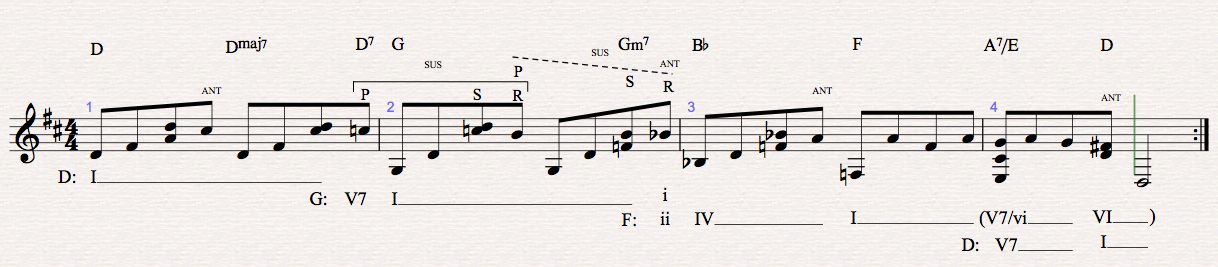 D Dmaj7 D7 G Gm7 B♭ F A7/E D
SUS P SUS S ANT
ANT P S R R ANT ANT
1 2 3 4
4
4
D: I
G: V7 I i
F: ii IV I (V7/vi VI )
D: V7 I